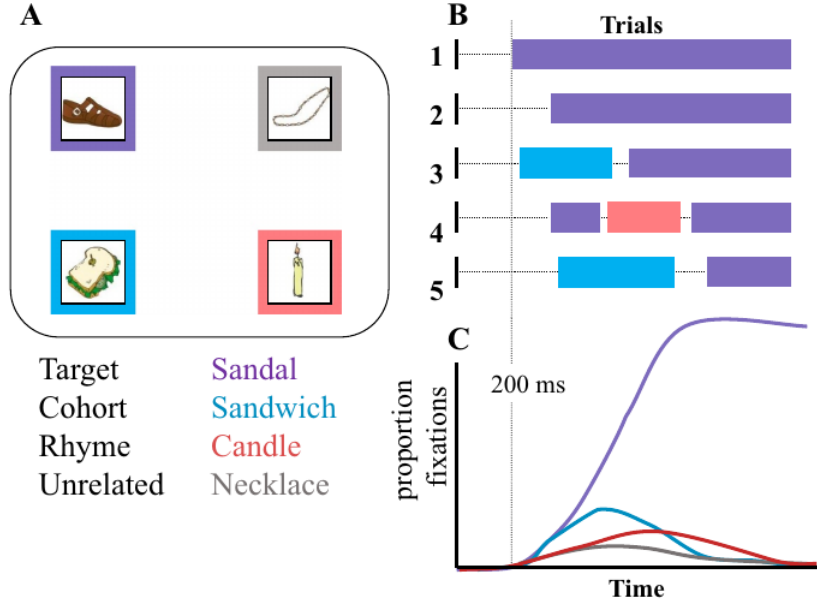 A
Target Sandal
Cohort Sandwich
Rhyme Candle
Unrelated Necklace
B
Trials
1
2
3
4
5
C
200 ms
proportion
fixations
Time